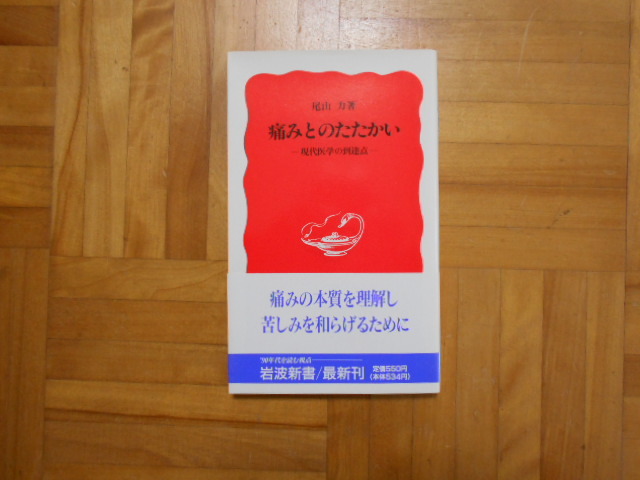 尾山 力著
痛みとのたたかい
―現代医学の到達点―
痛みの本質を理解し
苦しみを和らげるために
'90年代を読む視点
岩波新書/最新刊
定価550円
(本体534円)